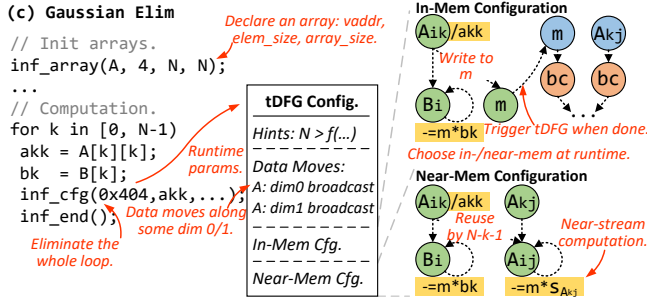 (c) Gaussian Elim
// Init arrays.
inf_array(A, 4, N, N);
...
// Computation.
for k in [0, N-1)
akk = A[k][k];
bk = B[k];
inf_cfg(0x404,akk,...);
inf_end();
Declare an array: vaddr,
elem_size, array_size.
Runtime
params.
Data moves along
some dim 0/1.
Eliminate the
whole loop.
tDFG Config.
Hints: N > f(...)
Data Moves:
A: dim0 broadcast
A: dim1 broadcast
In-Mem Cfg.
Near-Mem Cfg.
In-Mem Configuration
Aik /akk
Write to
m
Bi
-=m*bk
m
m
Akj
bc
bc
...
Trigger tDFG when done.
Choose in-/near-mem at runtime.
Near-Mem Configuration
Aik /akk
Akj
Reuse
by N-k-1
Near-stream
computation.
Bi
Aij
-=m*bk
-=m*SAkj